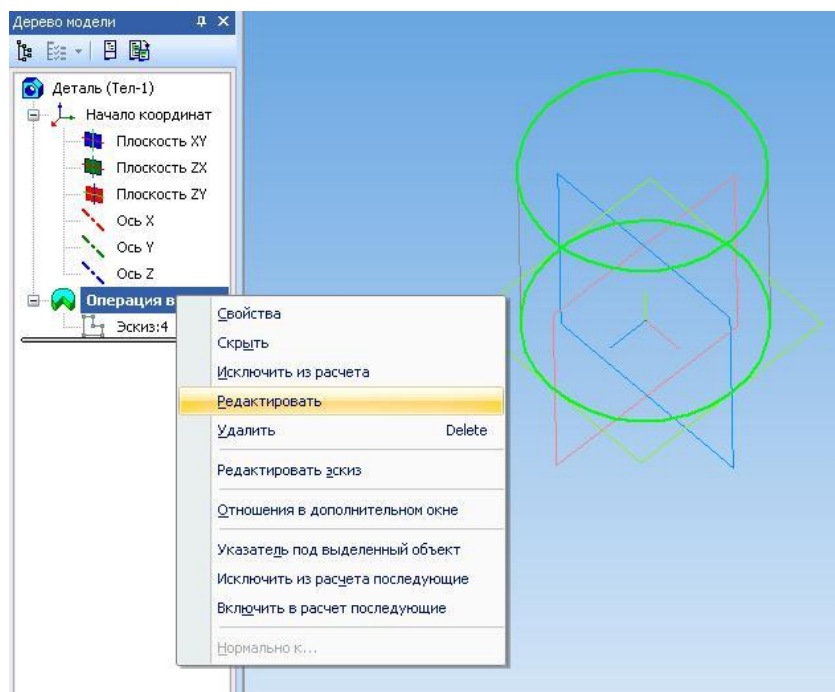 Дерево модели
Деталь (Тел-1)
Начало координат
Плоскость XY
Плоскость ZX
Плоскость ZY
Ось X
Ось Y
Ось Z
Операция в
Эскиз:4
Свойства
Скрыть
Исключить из расчета
Редактировать
Удалить Delete
Редактировать эскиз
Отношения в дополнительном окне
Указатель под выделенный объект
Исключить из расчета последующие
Включить в расчет последующие
Нормально к...